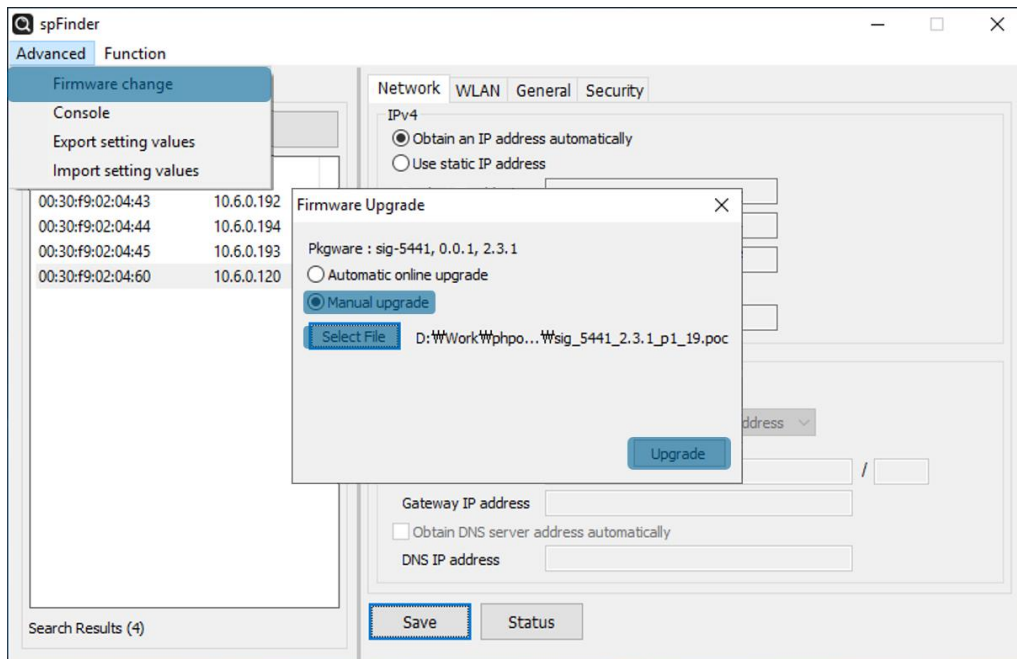 spFinder
Advanced Function
Firmware change
Console
Export setting values
Import setting values
00:30:f9:02:04:43 10.6.0.192
00:30:f9:02:04:44 10.6.0.194
00:30:f9:02:04:45 10.6.0.193
00:30:f9:02:04:60 10.6.0.120
Search Results (4)
Network WLAN General Security
IPv4
Obtain an IP address automatically
Use static IP address
Firmware Upgrade
Pkgware : sig-5441, 0.0.1, 2.3.1
Automatic online upgrade
Manual upgrade
Select File D:₩Work₩phpo...₩sig_5441_2.3.1_p1_19.poc
Upgrade
ddress
/
Gateway IP address
Obtain DNS server address automatically
DNS IP address
Save Status